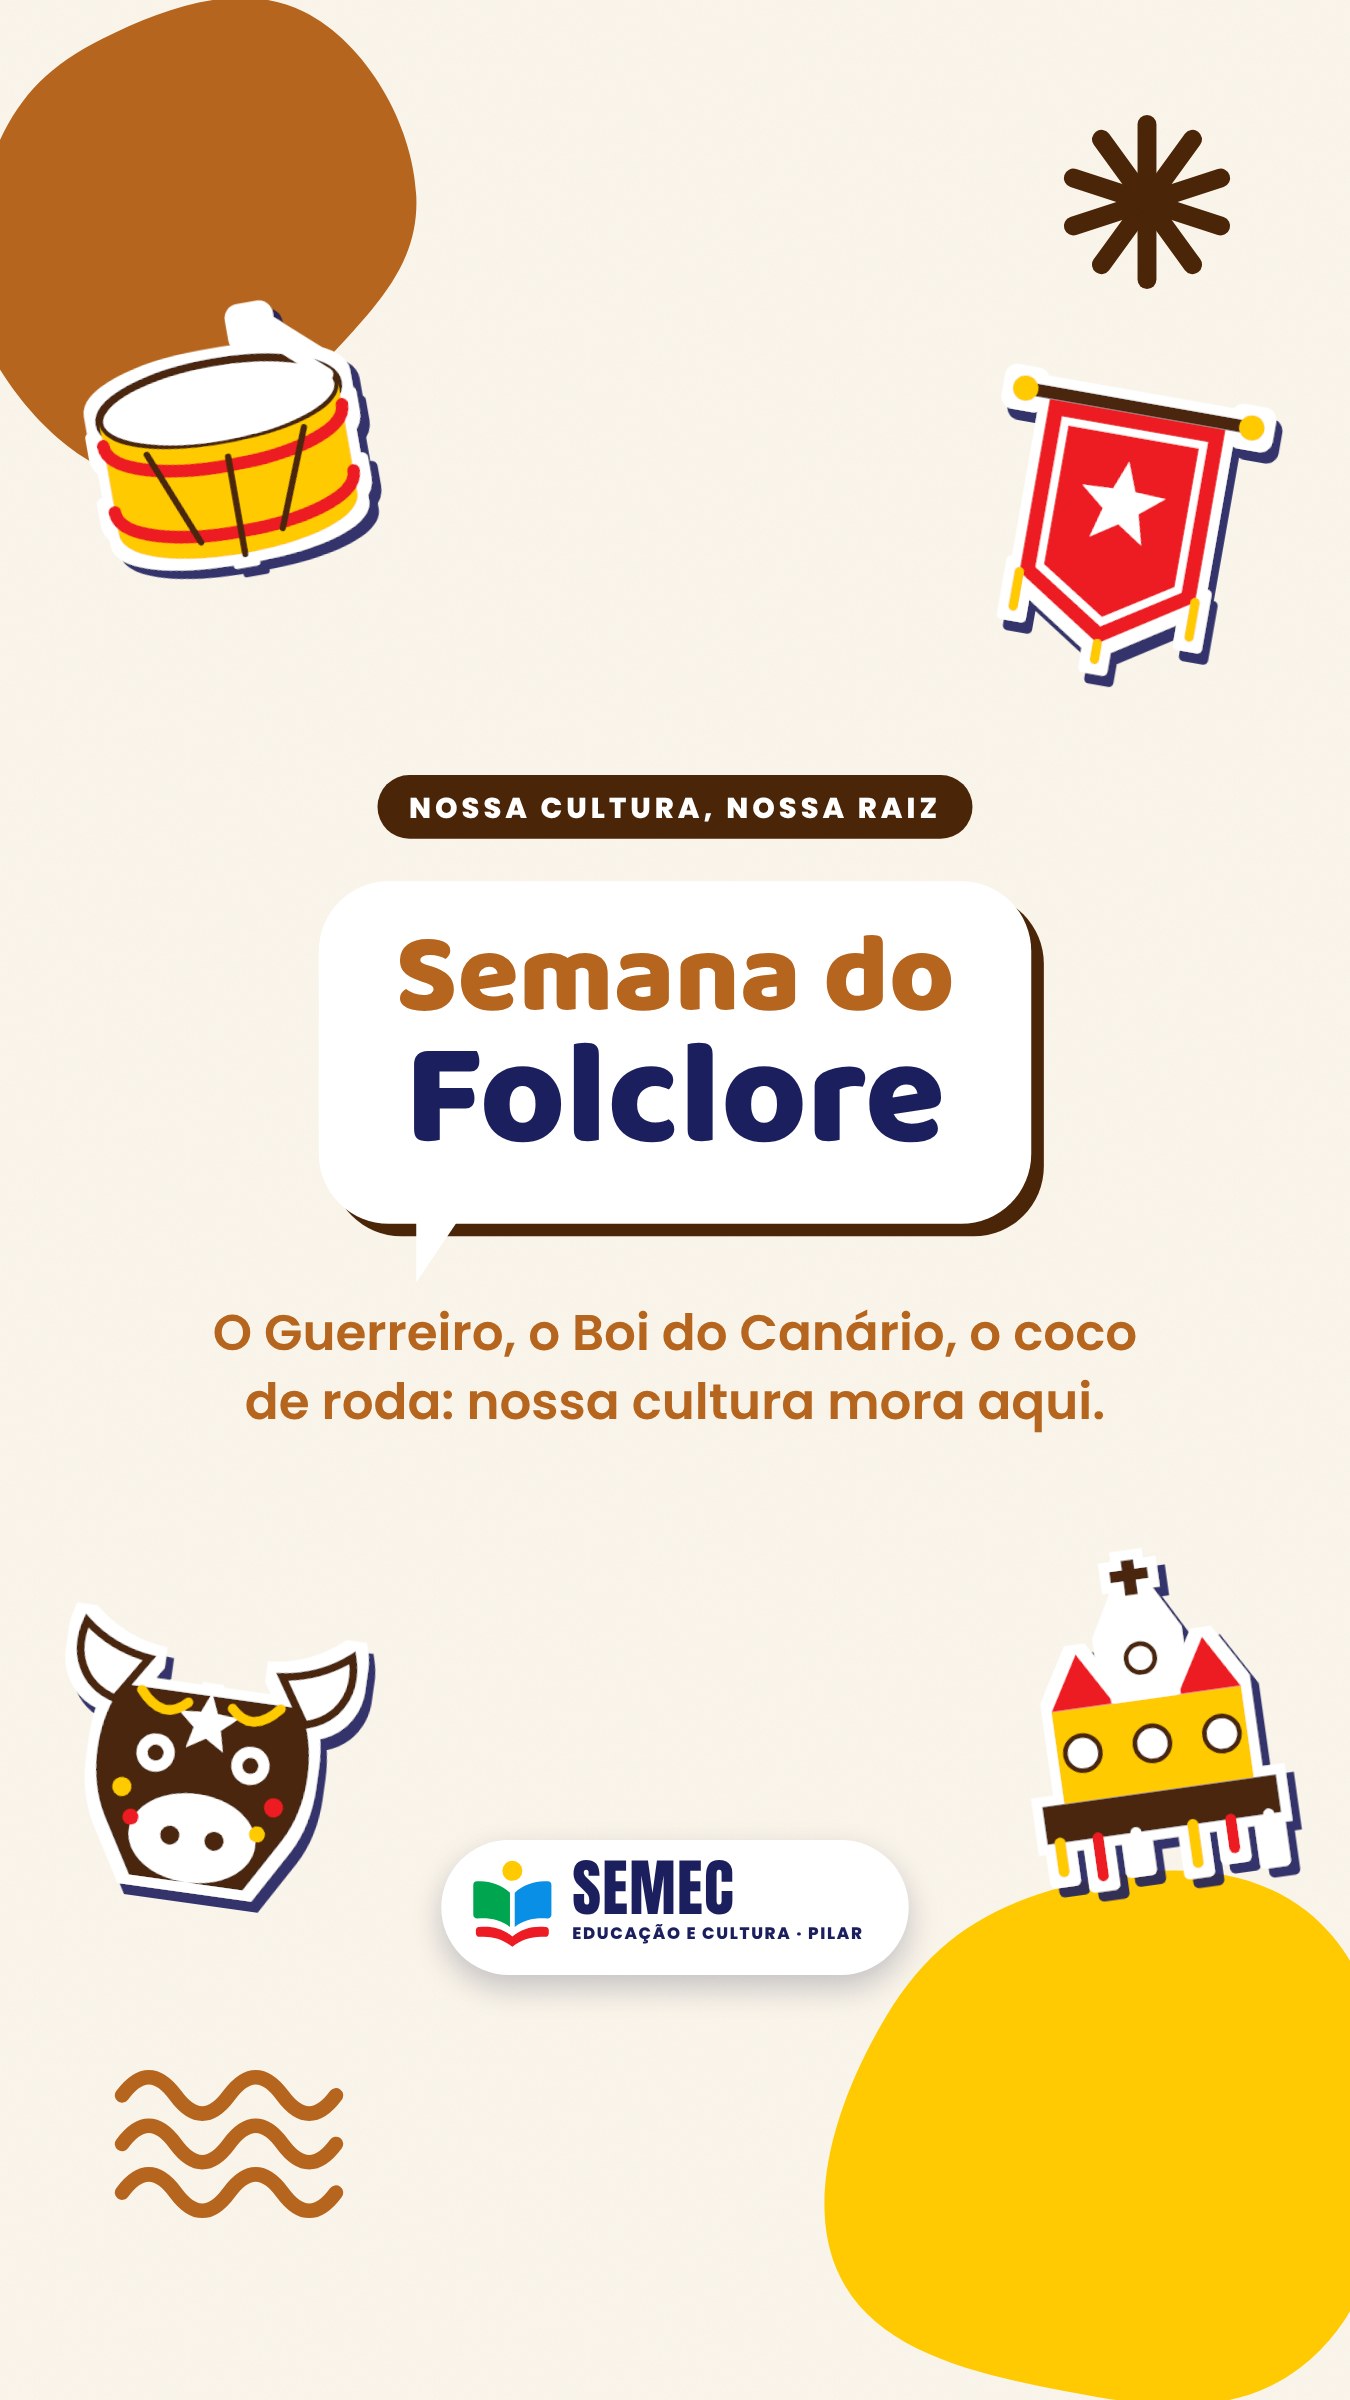 NOSSA CULTURA, NOSSA RAIZ
Semana do
Folclore
O Guerreiro, o Boi do Canário, o coco
de roda: nossa cultura mora aqui.
SEMEC
EDUCAÇÃO E CULTURA · PILAR